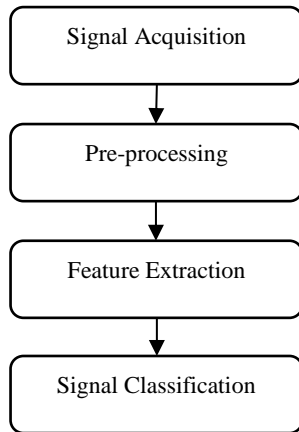 Signal Acquisition
Pre-processing
Feature Extraction
Signal Classification